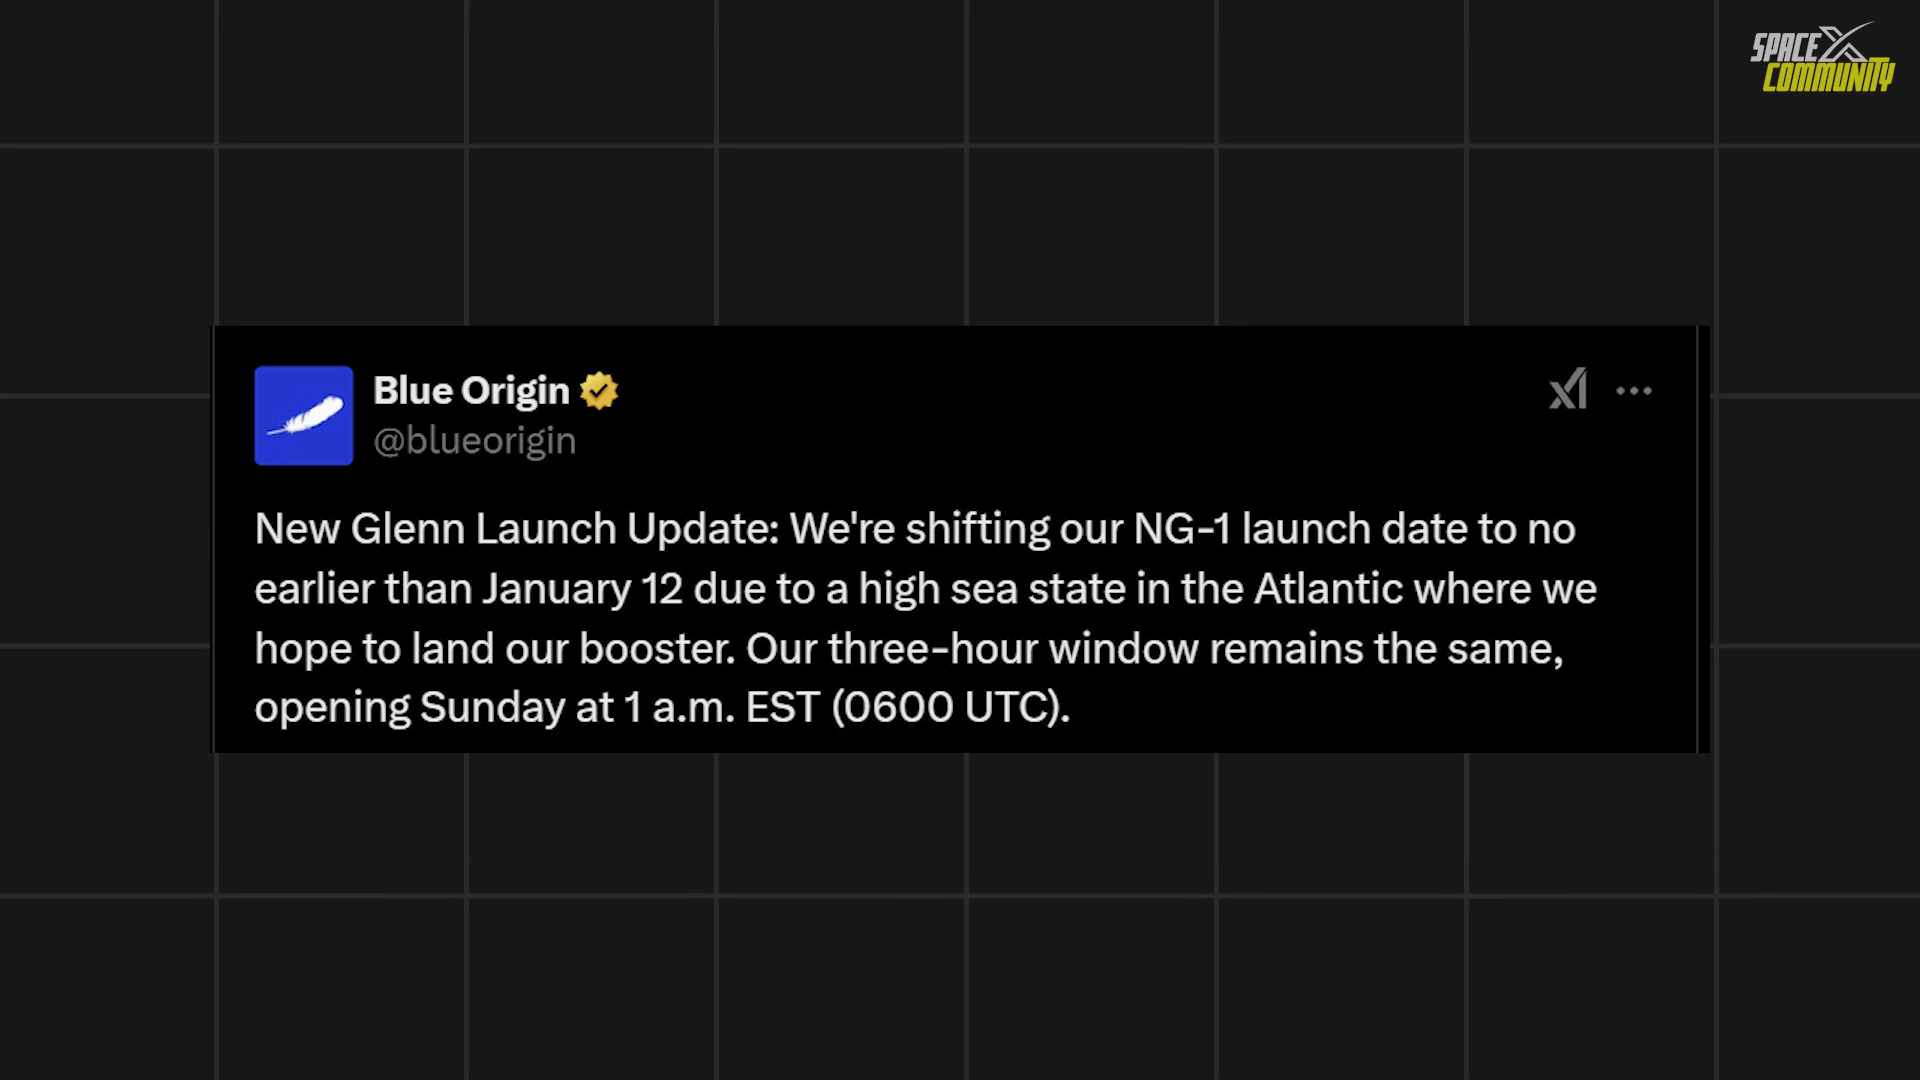 SPACEX
COMMUNITY
Blue Origin
@blueorigin
New Glenn Launch Update: We're shifting our NG-1 launch date to no
earlier than January 12 due to a high sea state in the Atlantic where we
hope to land our booster. Our three-hour window remains the same,
opening Sunday at 1 a.m. EST (0600 UTC).